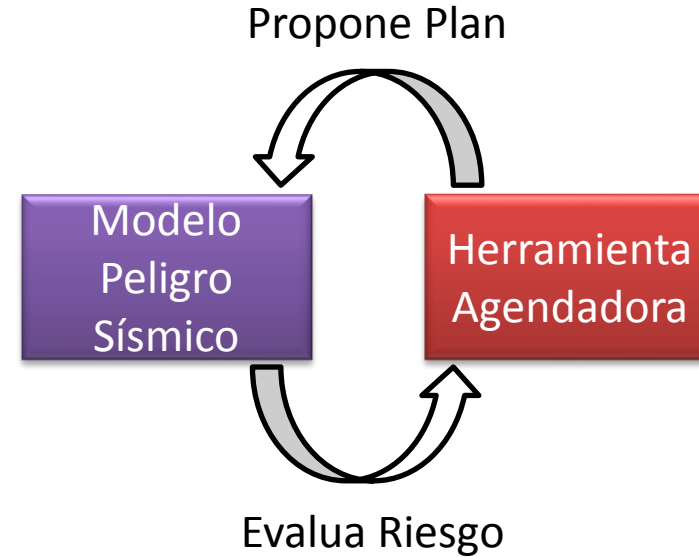 Propone Plan
Modelo
Peligro
Sísmico
Herramienta
Agendadora
Evalua Riesgo